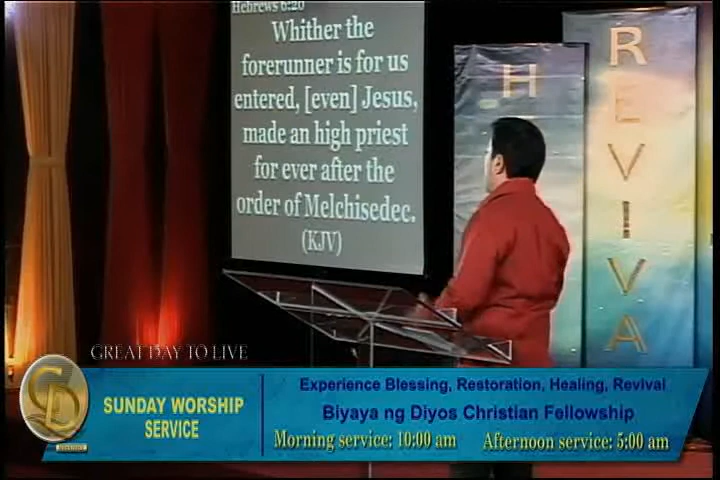 Hebrews 6:20
Whither the
forerunner is for us
entered, [even] Jesus,
made an high priest
for ever after the
order of Melchisedec.
(KJV)
H
REVIVA
GREAT DAY TO LIVE
GD
SUNDAY WORSHIP
SERVICE
Experience Blessing, Restoration, Healing, Revival
Biyaya ng Diyos Christian Fellowship
Morning service: 10:00 am
Afternoon service: 5:00 am